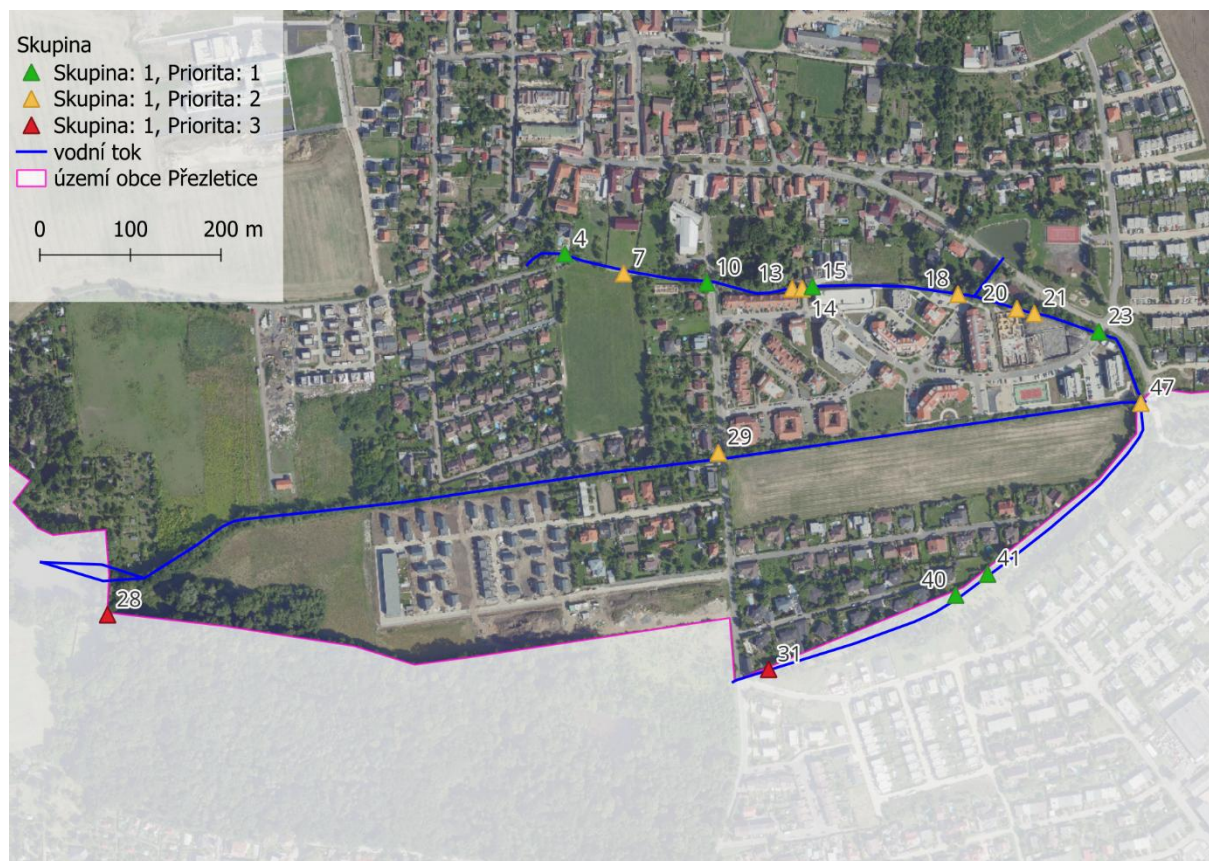 Skupina
Skupina: 1, Priorita: 1
Skupina: 1, Priorita: 2
Skupina: 1, Priorita: 3
vodní tok
území obce Přezletice
0 100 200 m
4
7
10
13
15
14
18
20
21
23
47
29
41
40
28
31